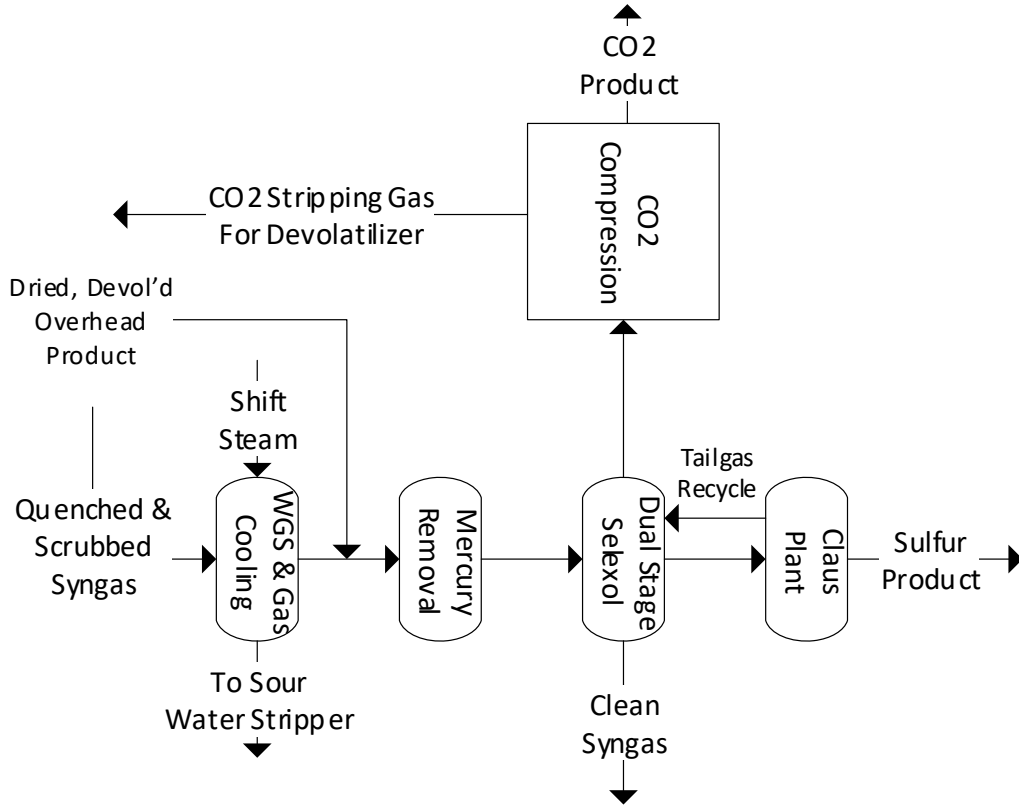 CO2
Product
CO2
Compression
CO2 Stripping Gas
For Devolatilizer
Dried, Devol’d
Overhead
Product
Shift
Steam
Tailgas
Recycle
Quenched &
Scrubbed
Syngas
WGS & Gas
Cooling
Mercury
Removal
Dual Stage
Selexol
Claus
Plant
Sulfur
Product
To Sour
Water Stripper
Clean
Syngas